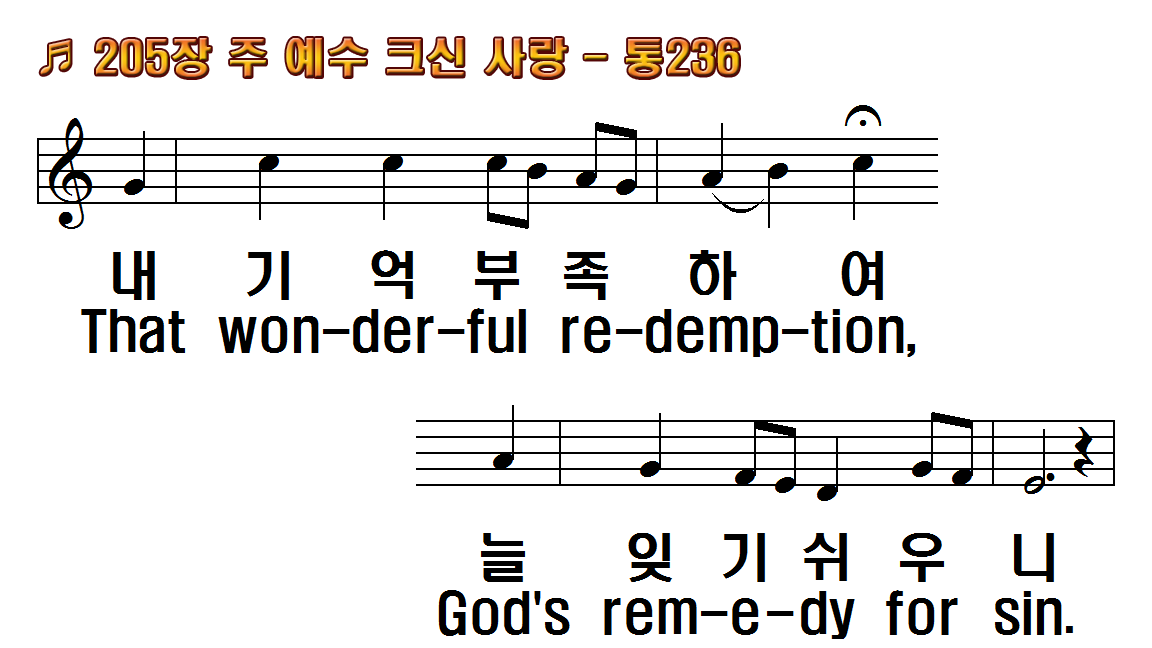 ♬ 205장 주 예수 크신 사랑 - 통236
내 기 억 부 족 하 여
That won-der-ful re-demp-tion,
늘 잊 기 쉬 우 니
God's rem-e-dy for sin.